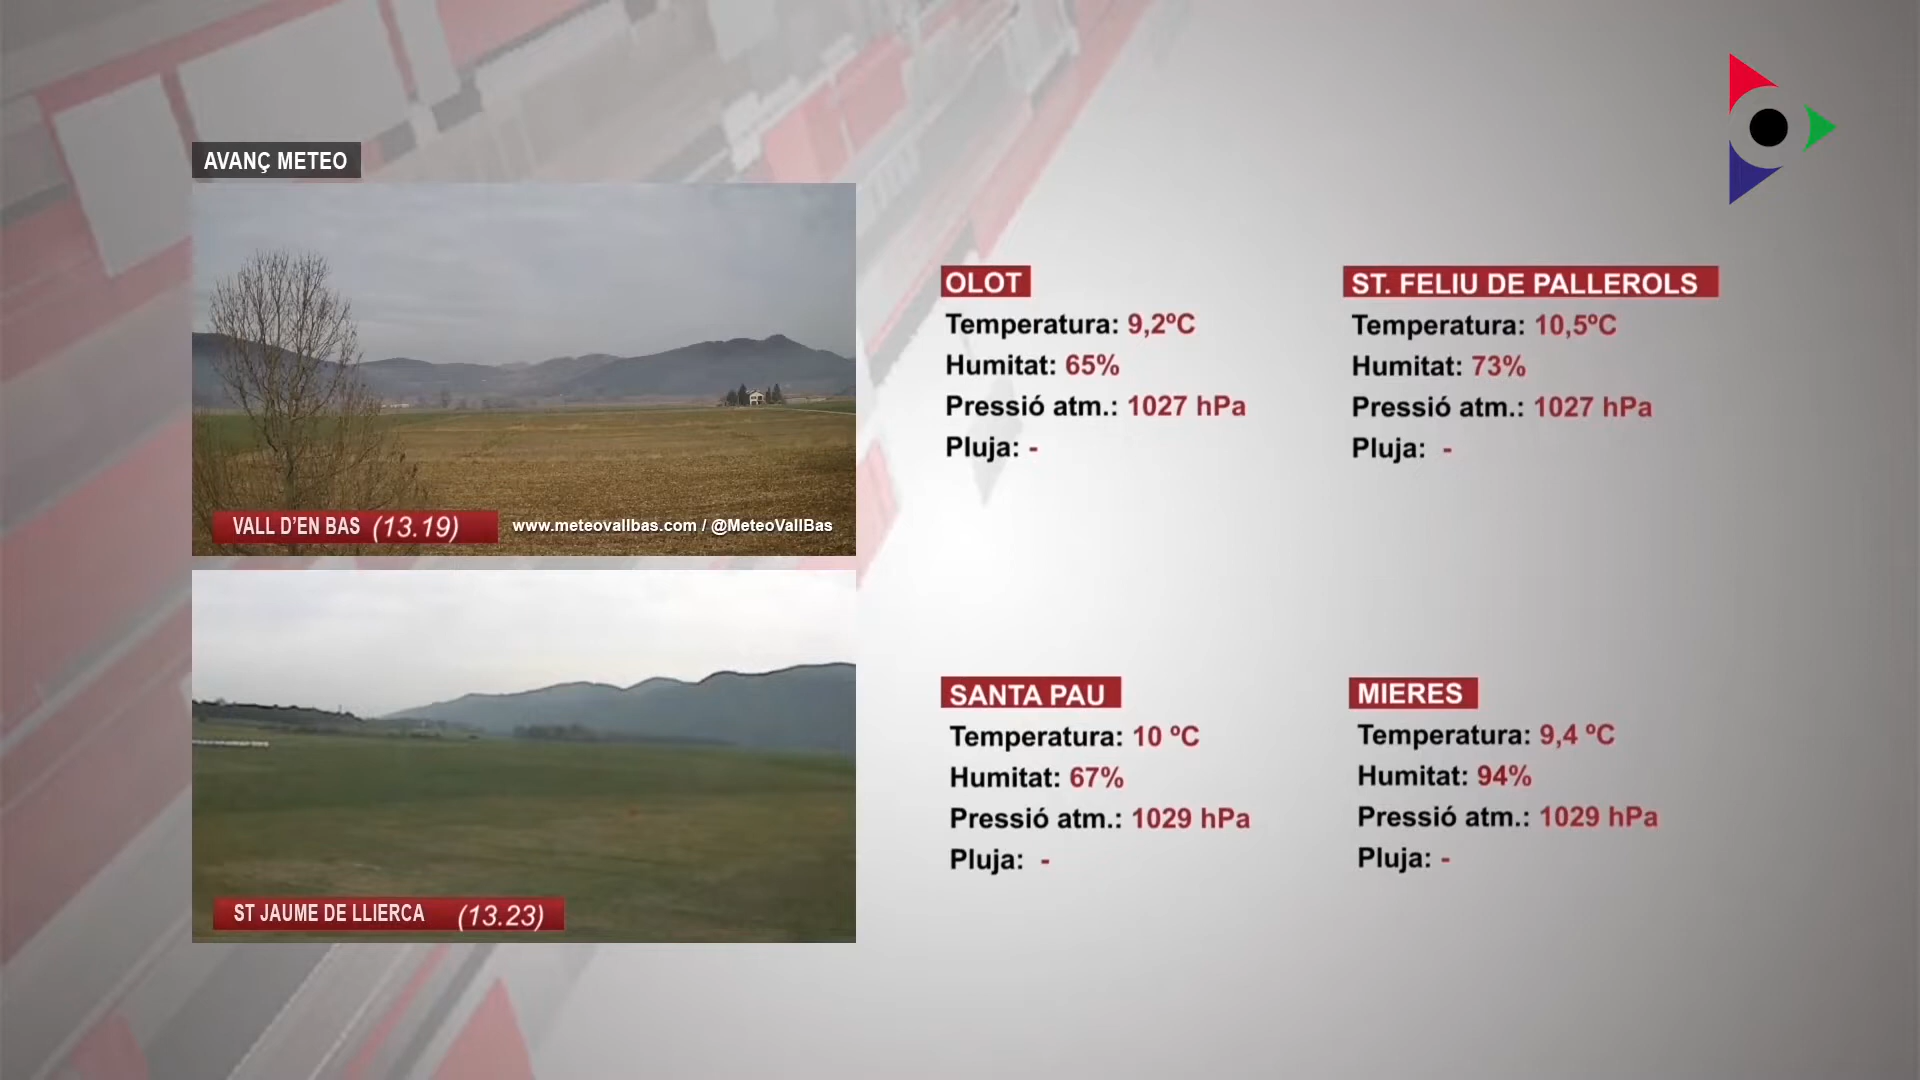 AVANÇ METEO
VALL D'EN BAS (13.19)
www.meteovallbas.com / @MeteoVallBas
ST JAUME DE LLIERCA (13.23)
OLOT
Temperatura: 9,2ºC
Humitat: 65%
Pressió atm.: 1027 hPa
Pluja: -
ST. FELIU DE PALLEROLS
Temperatura: 10,5ºC
Humitat: 73%
Pressió atm.: 1027 hPa
Pluja: -
SANTA PAU
Temperatura: 10 ºC
Humitat: 67%
Pressió atm.: 1029 hPa
Pluja: -
MIERES
Temperatura: 9,4 ºC
Humitat: 94%
Pressió atm.: 1029 hPa
Pluja: -